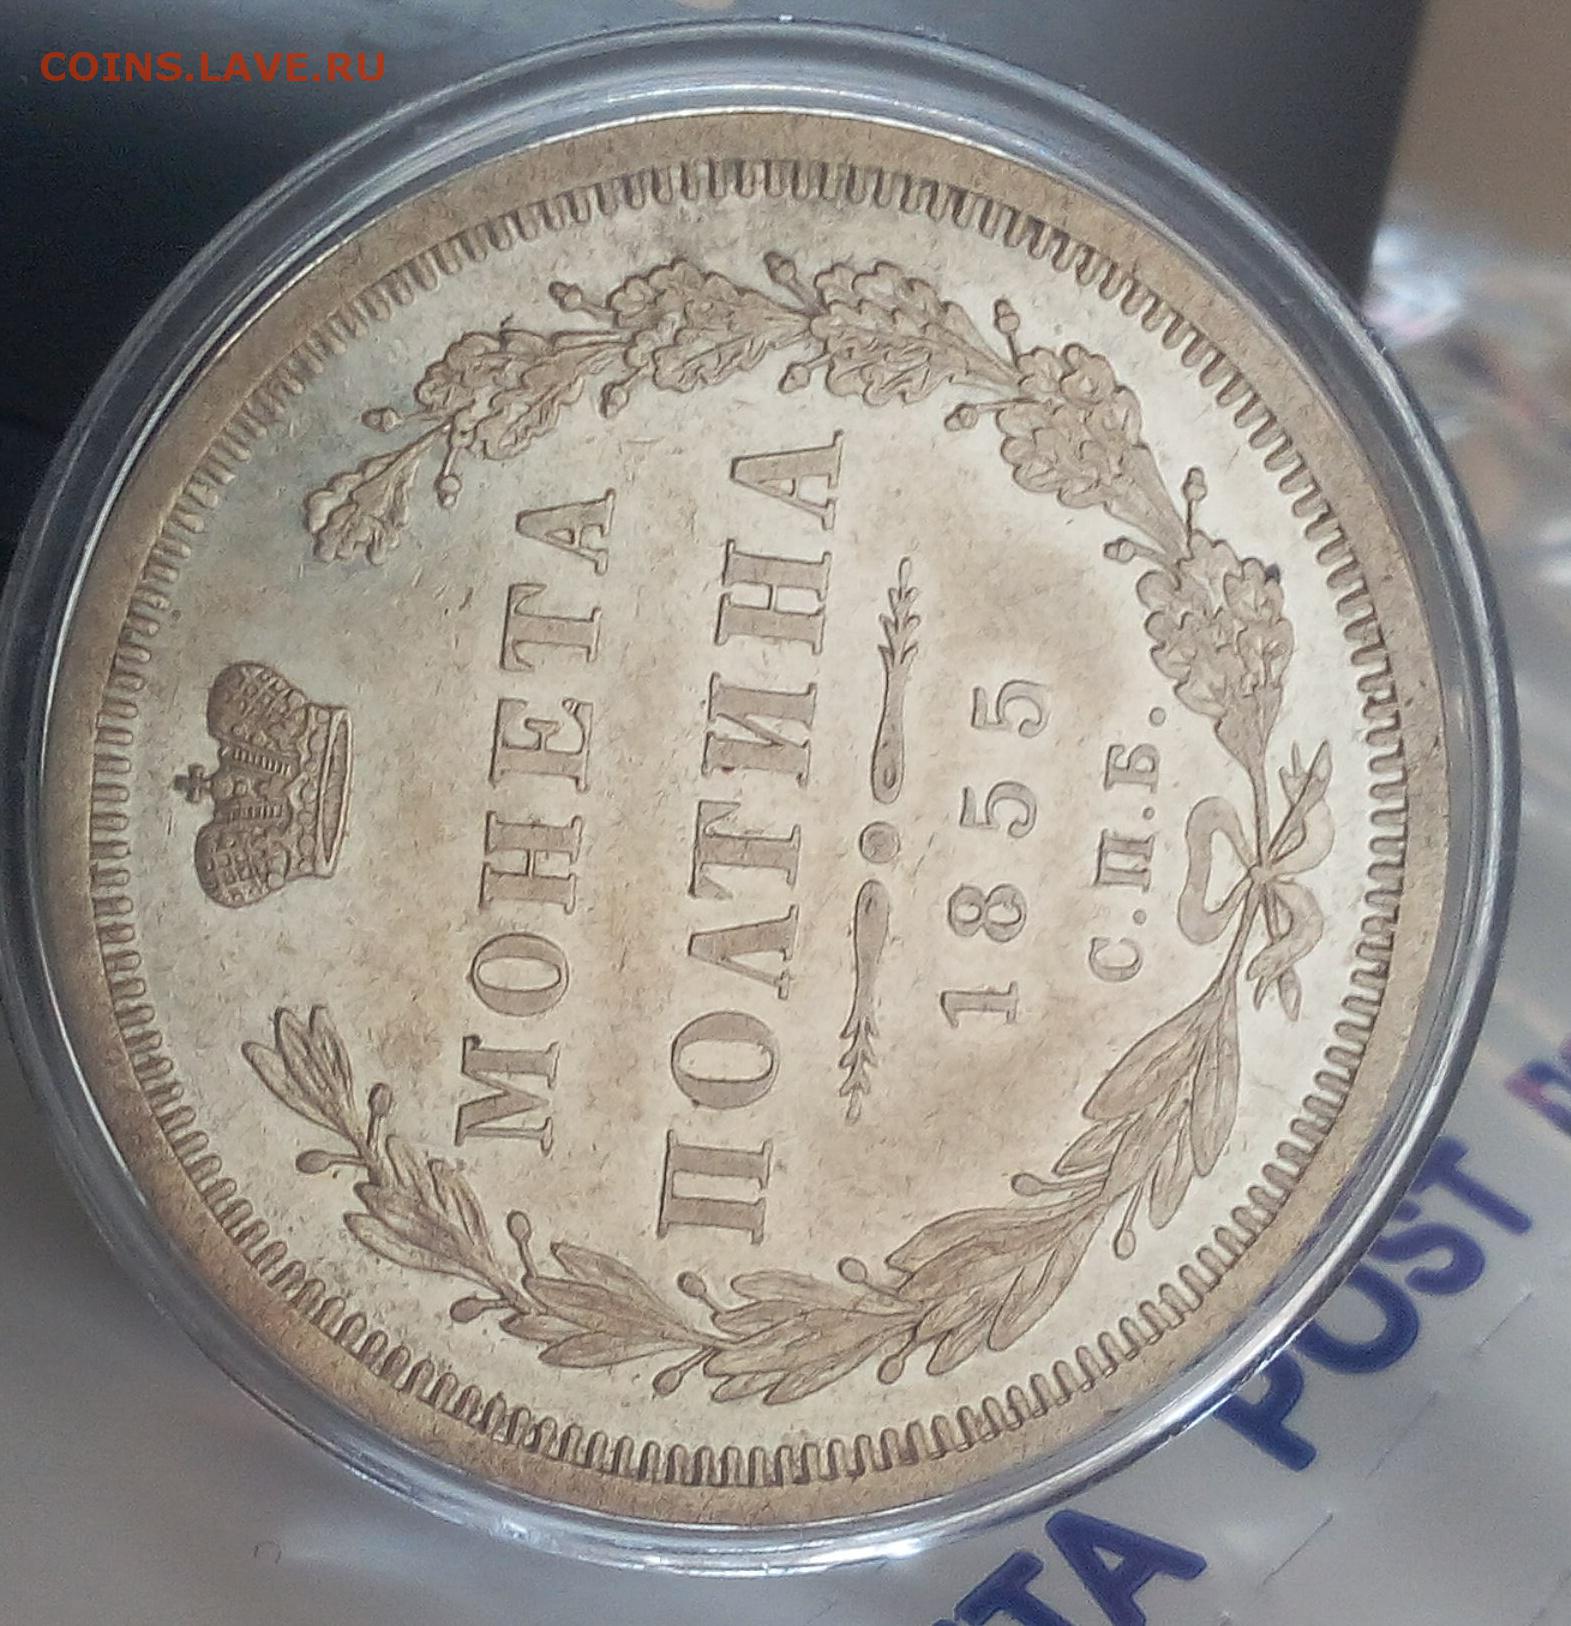 COINS.LAVE.RU
МОНЕТА
ПОЛТИНА
1855
С.П.Б.
POST